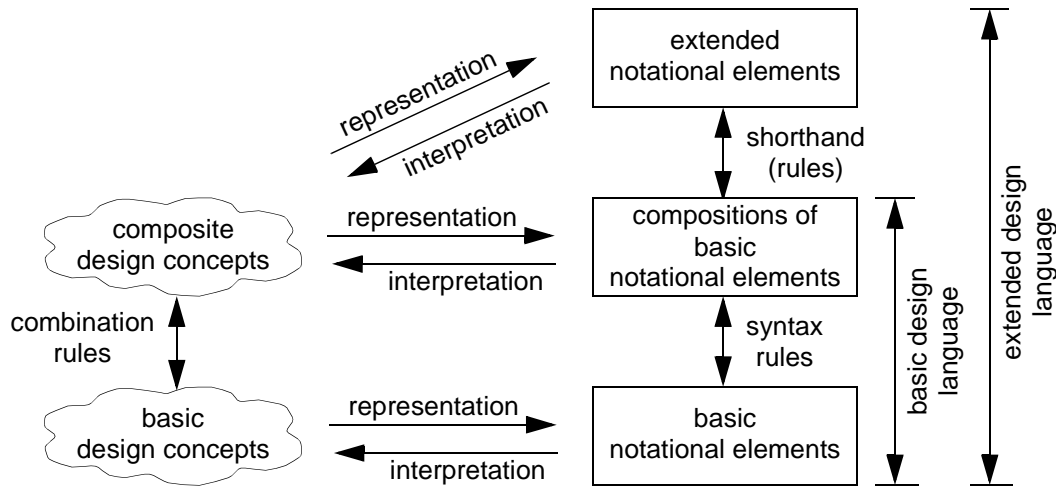 extended
notational elements
representation
interpretation
shorthand
(rules)
composite
design concepts
representation
interpretation
compositions of
basic
notational elements
combination
rules
syntax
rules
basic
design concepts
representation
interpretation
basic
notational elements
basic design
language
extended design
language